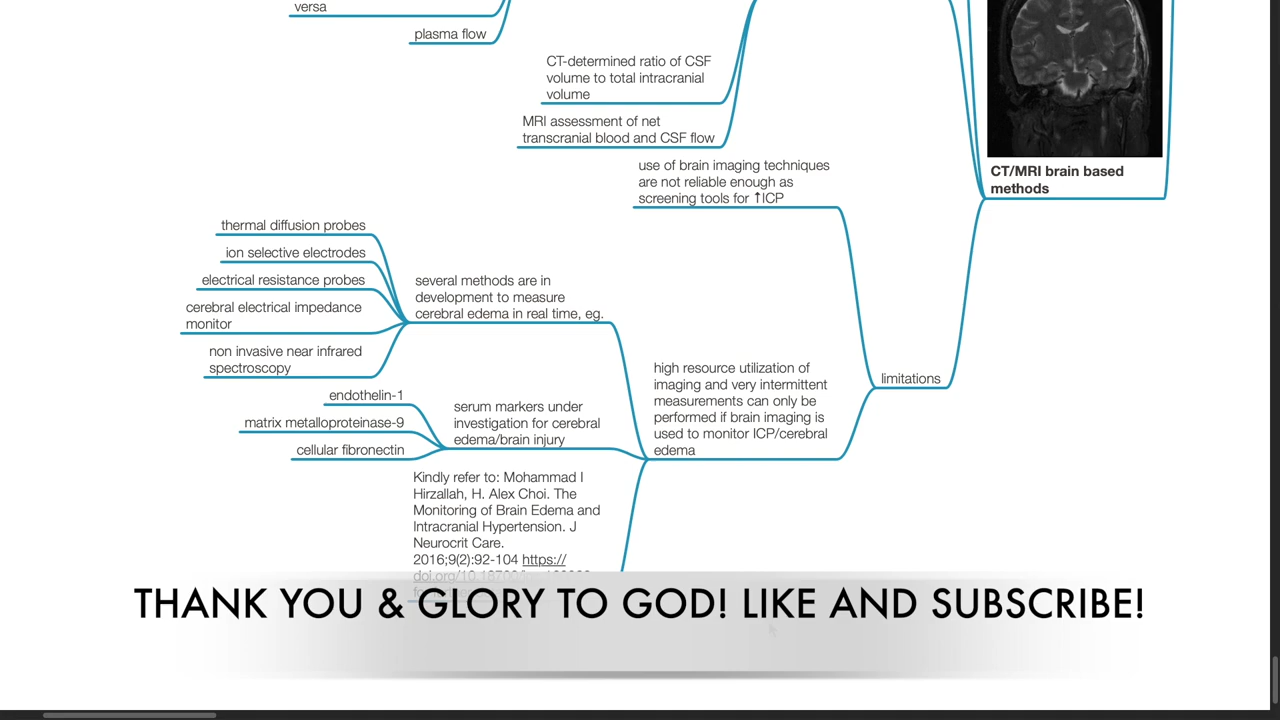 versa
plasma flow
CT-determined ratio of CSF
volume to total intracranial
volume
MRI assessment of net
transcranial blood and CSF flow
CT/MRI brain based
methods
use of brain imaging techniques
are not reliable enough as
screening tools for ↑ICP
thermal diffusion probes
ion selective electrodes
electrical resistance probes
cerebral electrical impedance
monitor
non invasive near infrared
spectroscopy
several methods are in
development to measure
cerebral edema in real time, eg.
high resource utilization of
imaging and very intermittent
measurements can only be
performed if brain imaging is
used to monitor ICP/cerebral
edema
limitations
endothelin-1
matrix metalloproteinase-9
cellular fibronectin
serum markers under
investigation for cerebral
edema/brain injury
Kindly refer to: Mohammad I
Hirzallah, H. Alex Choi. The
Monitoring of Brain Edema and
Intracranial Hypertension. J
Neurocrit Care.
2016;9(2):92-104 https://
THANK YOU & GLORY TO GOD! LIKE AND SUBSCRIBE!